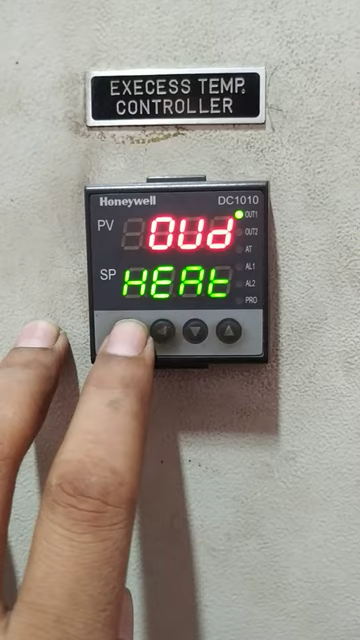 EXECESS TEMP.
CONTROLLER
Honeywell DC1010
PV OUd OUT1
OUT2
AT
SP HEAt AL1
AL2
PRO